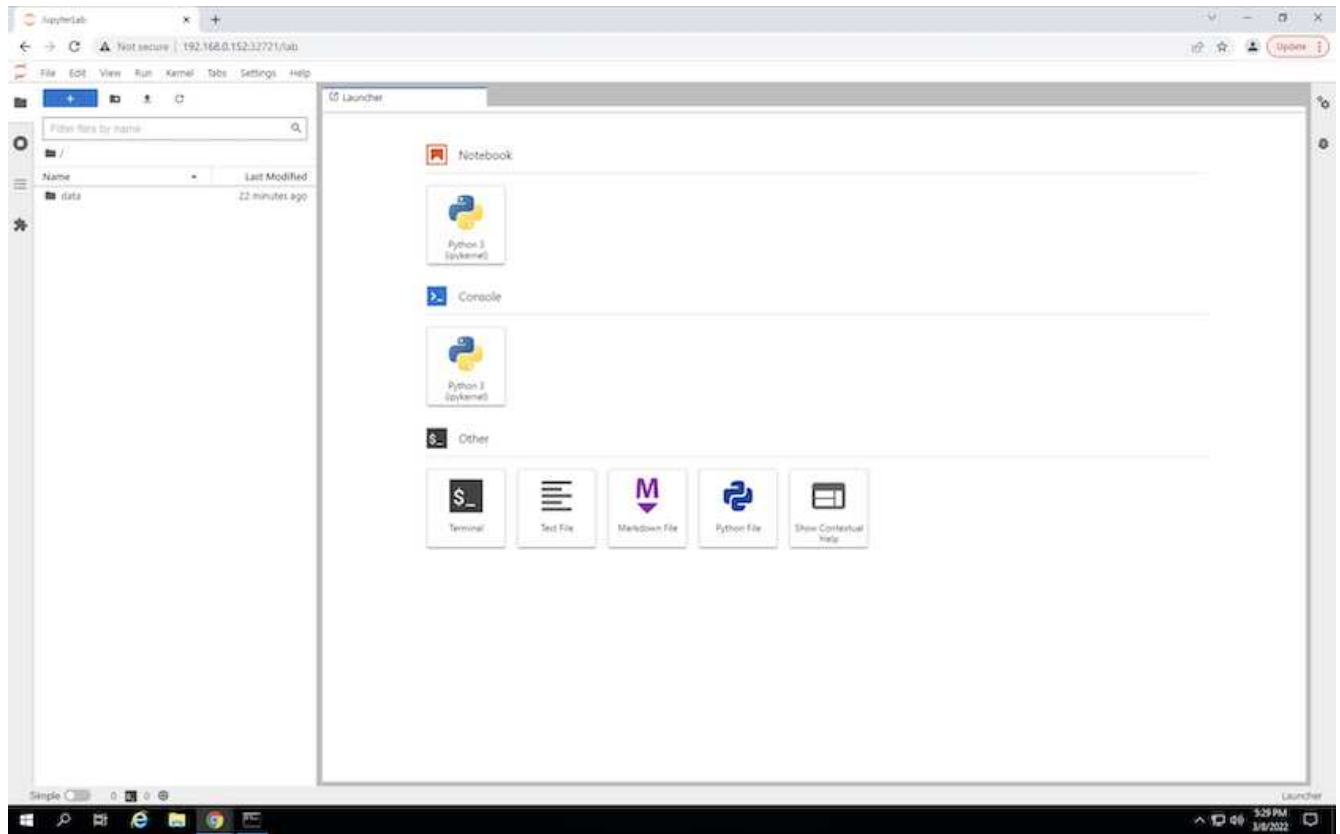 JupyterLab
Not secure | 192.168.0.152:32721/lab
Update
File Edit View Run Kernel Tabs Settings Help
Launcher
Filter files by name
/
Name Last Modified
data 22 minutes ago
Notebook
Python 3
(ipykernel)
Console
Python 3
(ipykernel)
Other
$_ M
Terminal Text File Markdown File Python File Show Contextual
Help
Simple 0 0
Launcher
5:29 PM
3/8/2022